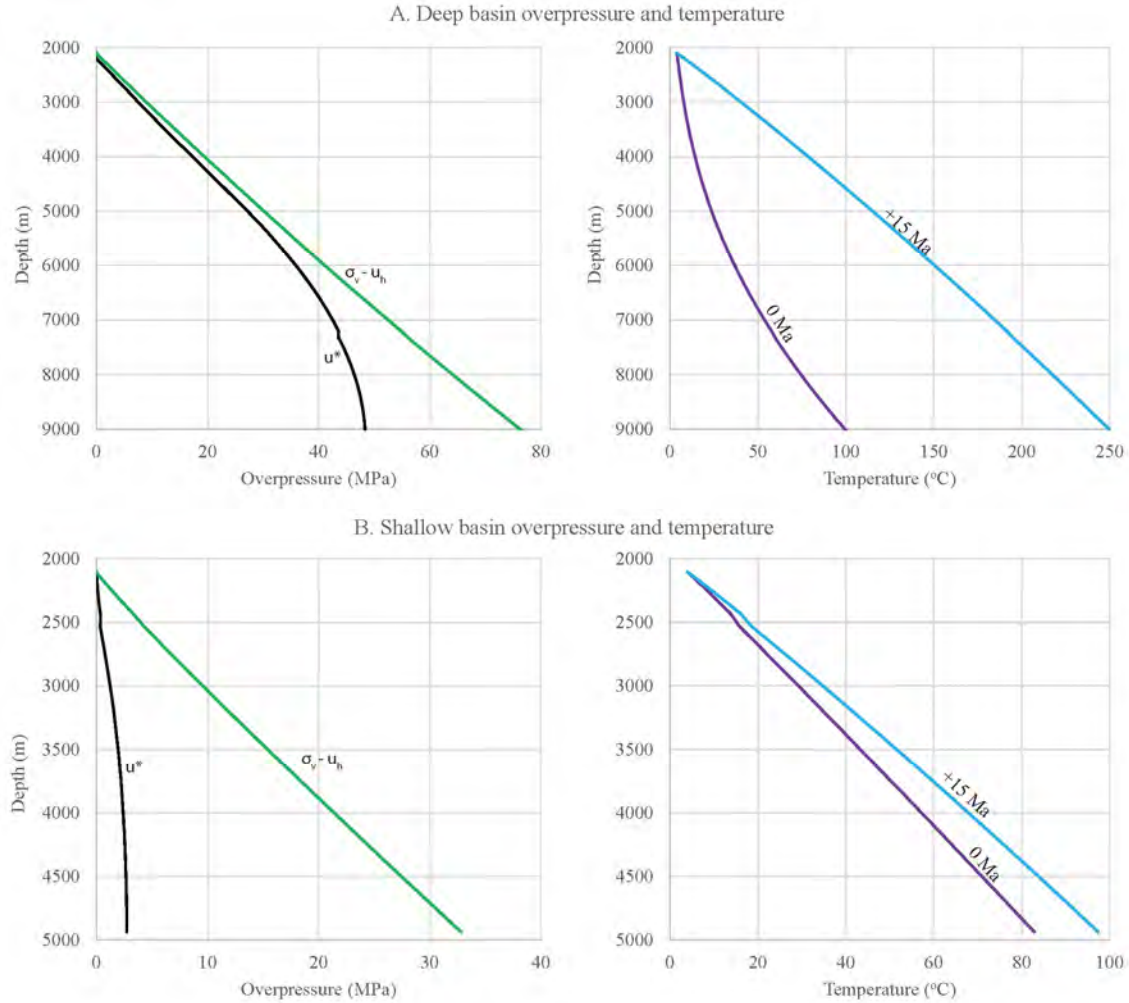 A. Deep basin overpressure and temperature
2000
3000
4000
5000
6000
7000
8000
9000
Depth (m)
0
20
40
60
80
Overpressure (MPa)
σv - uh
u*
2000
3000
4000
5000
6000
7000
8000
9000
Depth (m)
0
50
100
150
200
250
Temperature (°C)
+15 Ma
0 Ma
B. Shallow basin overpressure and temperature
2000
2500
3000
3500
4000
4500
5000
Depth (m)
0
10
20
30
40
Overpressure (MPa)
σv - uh
u*
2000
2500
3000
3500
4000
4500
5000
Depth (m)
0
20
40
60
80
100
Temperature (°C)
+15 Ma
0 Ma